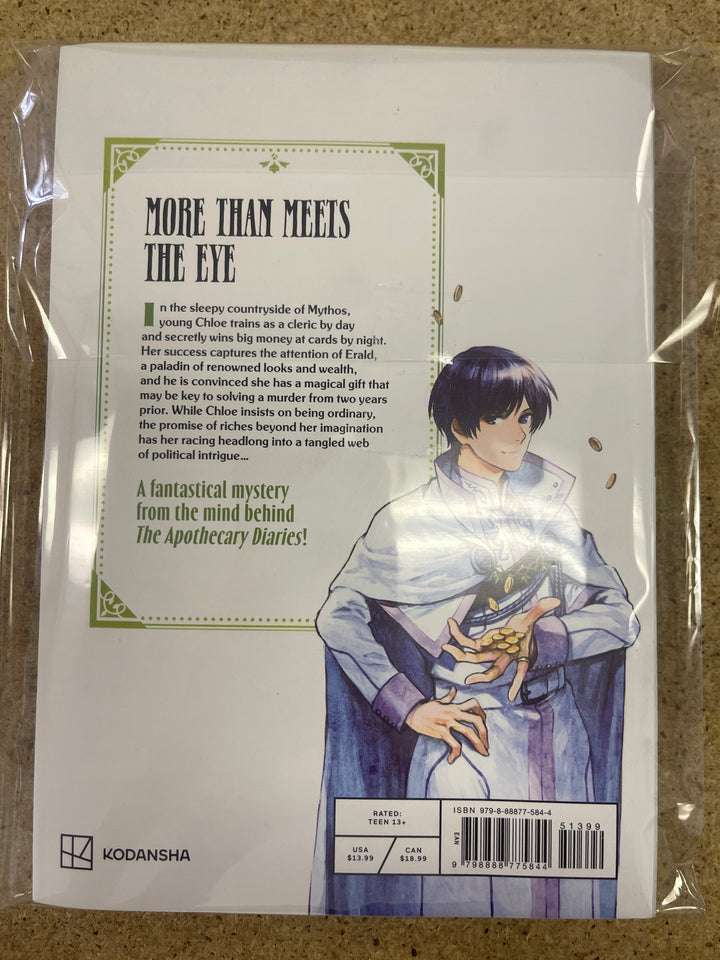 MORE THAN MEETS
THE EYE
In the sleepy countryside of Mythos,
young Chloe trains as a cleric by day
and secretly wins big money at cards by night.
Her success captures the attention of Erald,
a paladin of renowned looks and wealth,
and he is convinced she has a magical gift that
may be key to solving a murder from two years
prior. While Chloe insists on being ordinary,
the promise of riches beyond her imagination
has her racing headlong into a tangled web
of political intrigue...
A fantastical mystery
from the mind behind
The Apothecary Diaries!
KODANSHA
RATED:
TEEN 13+
USA
$13.99
CAN
$18.99
ISBN 979-8-88877-584-4
51399
EAN
9 798888 775844